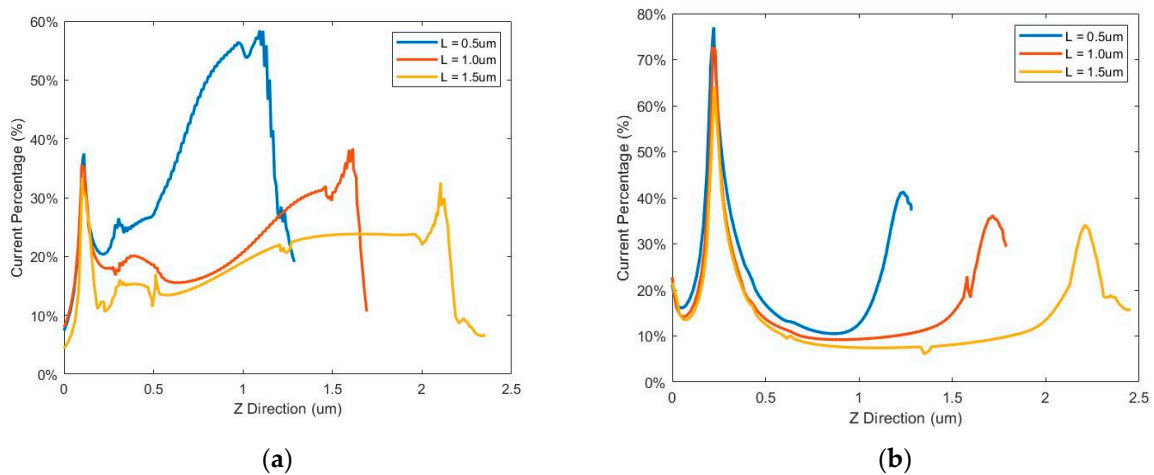 60%
50%
40%
30%
20%
10%
0%
Current Percentage (%)
L = 0.5um
L = 1.0um
L = 1.5um
0
0.5
1
1.5
2
2.5
Z Direction (um)
(a)
80%
70%
60%
50%
40%
30%
20%
10%
0%
Current Percentage (%)
L = 0.5um
L = 1.0um
L = 1.5um
0
0.5
1
1.5
2
2.5
Z Direction (um)
(b)